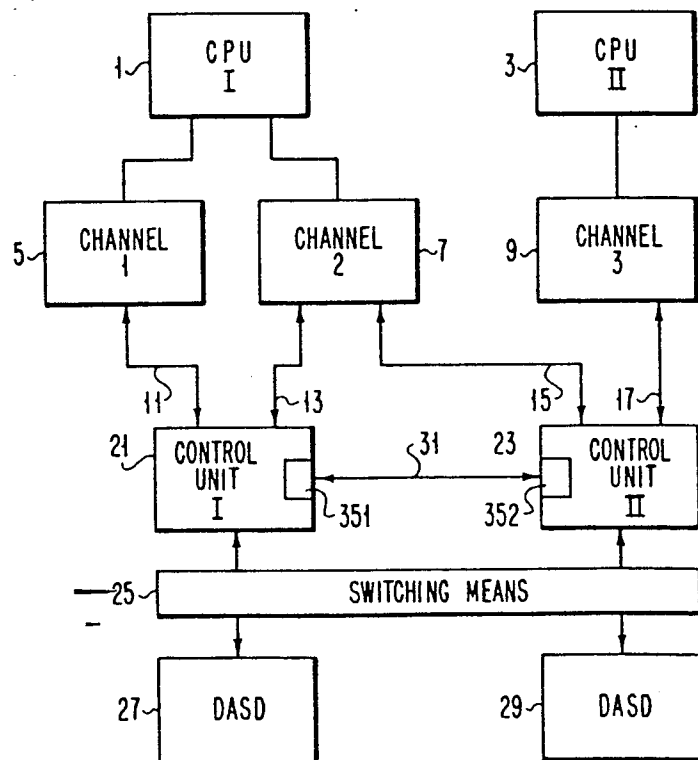 CPU
I
1
CPU
II
3
CHANNEL
1
5
CHANNEL
2
7
CHANNEL
3
9
11
13
15
17
21
CONTROL
UNIT
I
351
31
23
352
CONTROL
UNIT
II
25
SWITCHING MEANS
27
DASD
29
DASD